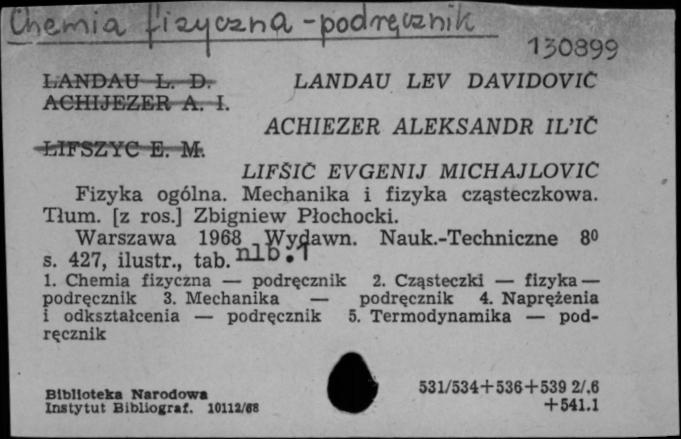 Chemia fizyczna - podręcznik
130899
LANDAU L. D. LANDAU LEV DAVIDOVIČ
ACHIJEZER A. I.
ACHIEZER ALEKSANDR IL’IČ
LIFSZYC E. M.
LIFŠIČ EVGENIJ MICHAJLOVIČ
Fizyka ogólna. Mechanika i fizyka cząsteczkowa.
Tłum. [z ros.] Zbigniew Płochocki.
Warszawa 1968 Wydawn. Nauk.-Techniczne 8⁰
s. 427, ilustr., tab. nlb. 1
1. Chemia fizyczna — podręcznik 2. Cząsteczki — fizyka —
podręcznik 3. Mechanika — podręcznik 4. Naprężenia
i odkształcenia — podręcznik 5. Termodynamika — pod-
ręcznik
Biblioteka Narodowa 531/534+536+539 2/.6
Instytut Bibliograf. 10112/68 +541.1